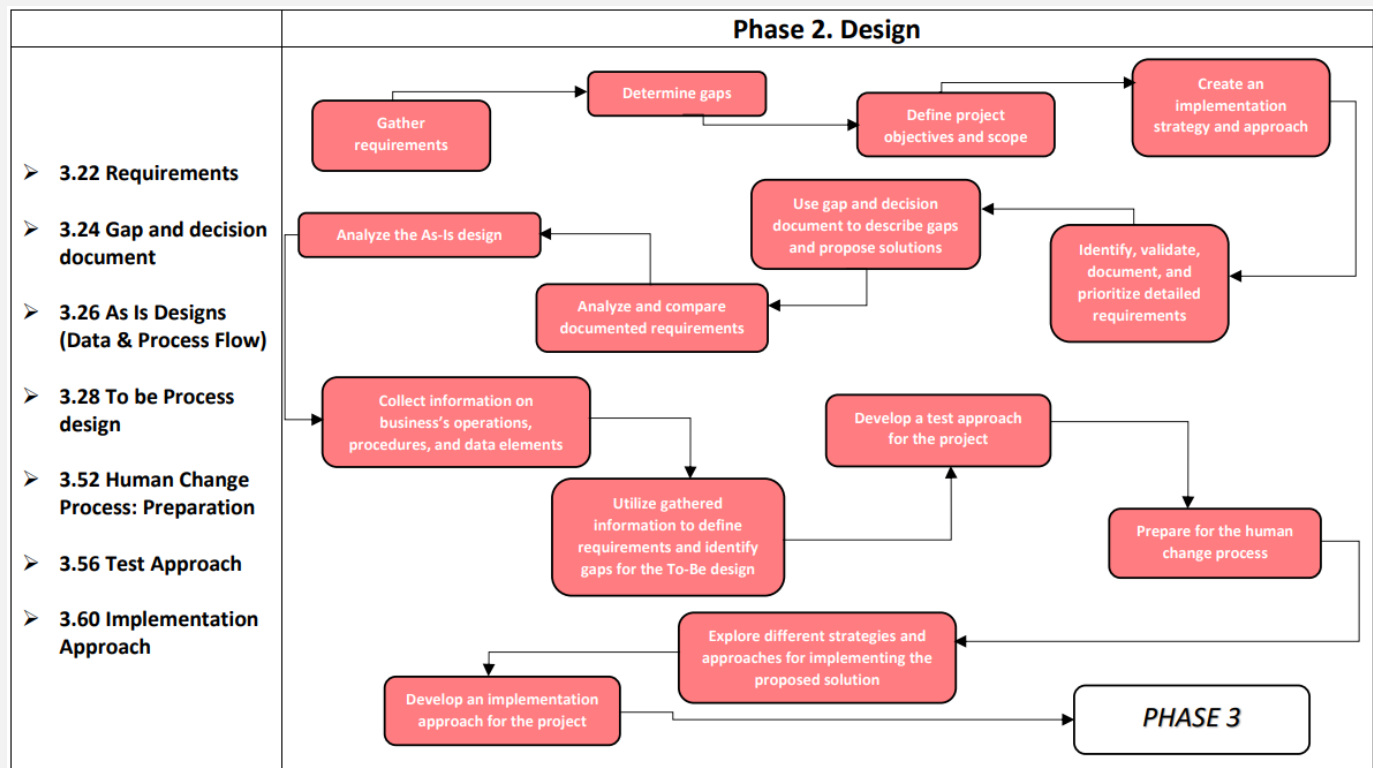 Phase 2. Design
➢ 3.22 Requirements
➢ 3.24 Gap and decision
document
➢ 3.26 As Is Designs
(Data & Process Flow)
➢ 3.28 To be Process
design
➢ 3.52 Human Change
Process: Preparation
➢ 3.56 Test Approach
➢ 3.60 Implementation
Approach
Gather
requirements
Determine gaps
Define project
objectives and scope
Create an
implementation
strategy and approach
Identify, validate,
document, and
prioritize detailed
requirements
Use gap and decision
document to describe gaps
and propose solutions
Analyze and compare
documented requirements
Analyze the As-Is design
Collect information on
business’s operations,
procedures, and data elements
Utilize gathered
information to define
requirements and identify
gaps for the To-Be design
Develop a test approach
for the project
Prepare for the human
change process
Explore different strategies and
approaches for implementing the
proposed solution
Develop an implementation
approach for the project
PHASE 3